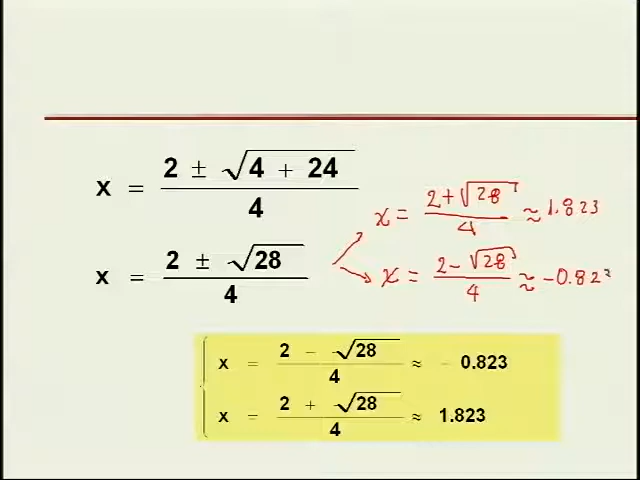 x = (2 ± √(4 + 24)) / 4
x = (2 + √28) / 4 ≈ 1.823
x = (2 ± √28) / 4
x = (2 - √28) / 4 ≈ -0.823
x = (2 - √28) / 4 ≈ - 0.823
x = (2 + √28) / 4 ≈ 1.823